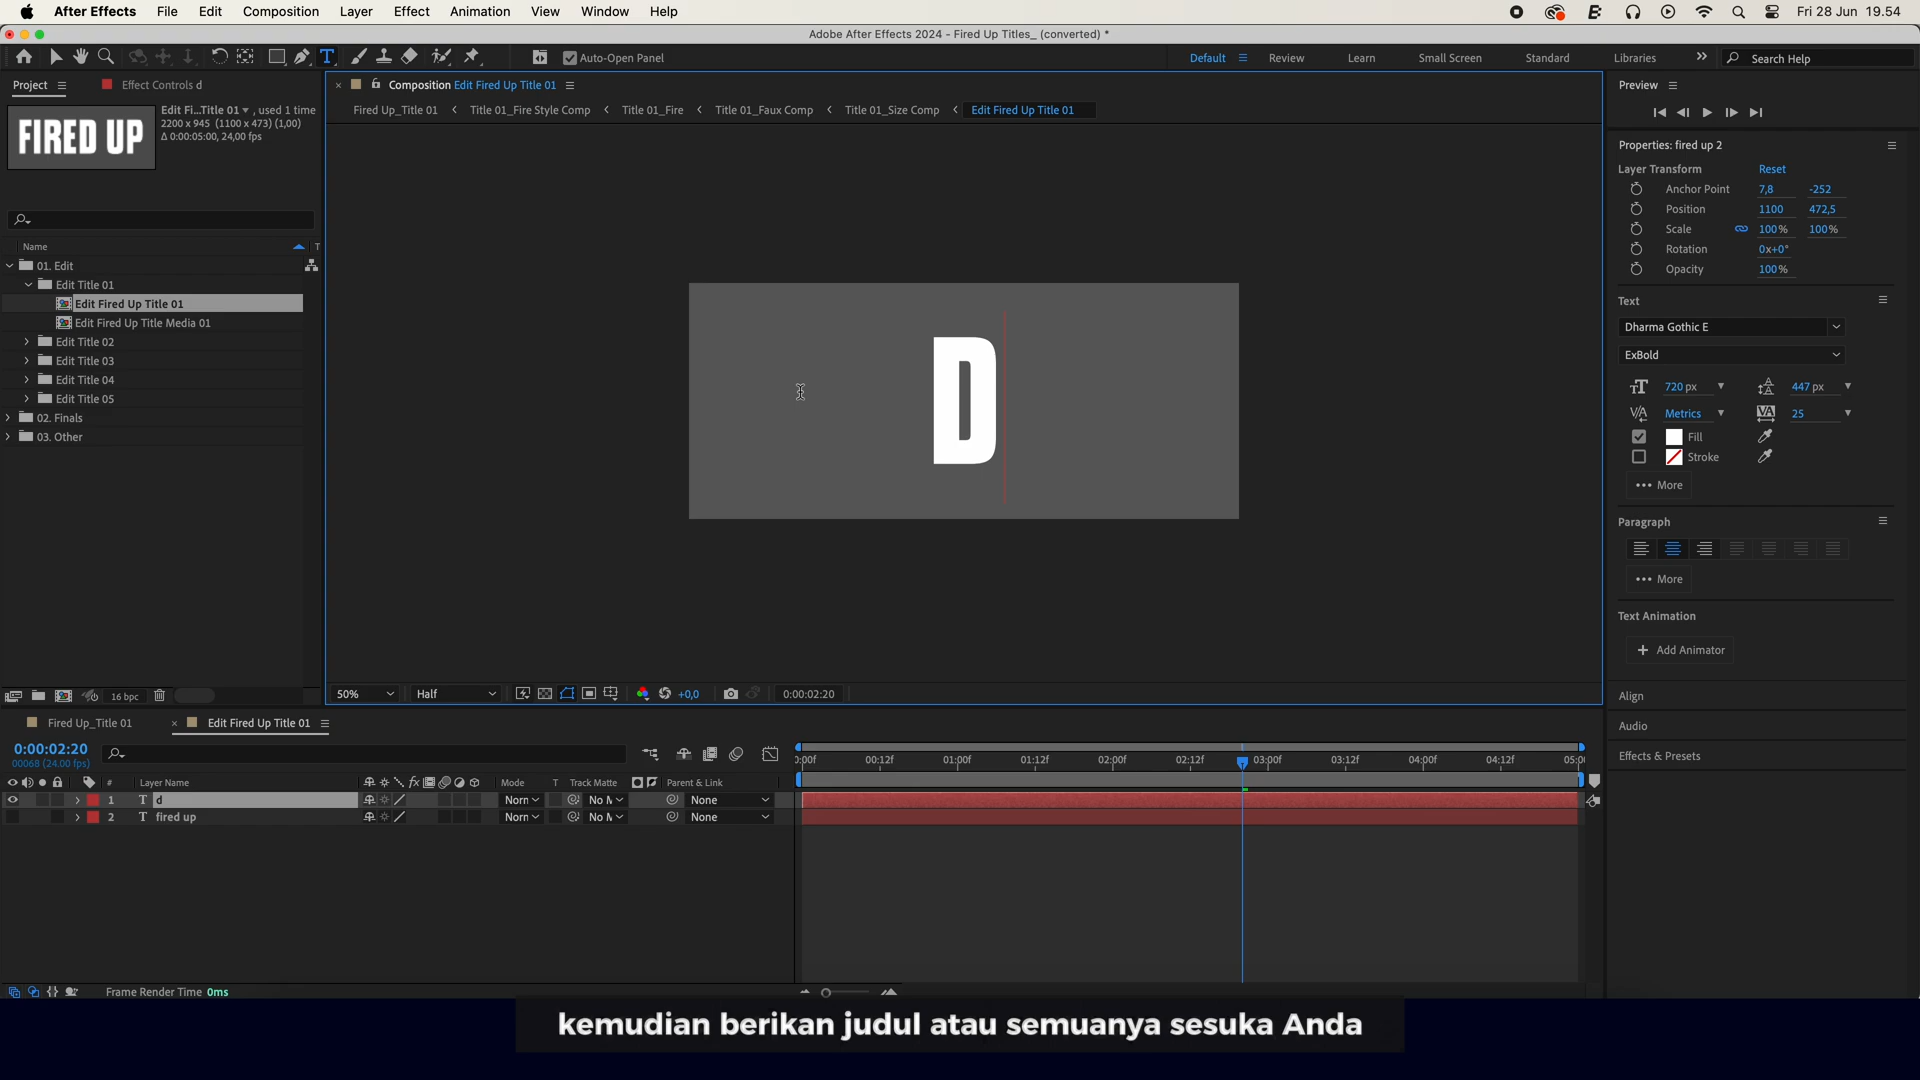 After Effects File Edit Composition Layer Effect Animation View Window Help Fri 28 Jun 19.54
Adobe After Effects 2024 - Fired Up Titles_ (converted) *
Auto-Open Panel Default Review Learn Small Screen Standard Libraries Search Help
Project Effect Controls d
FIRED UP
Edit Fi...Title 01 , used 1 time
2200 x 945 (1100 x 473) (1,00)
Δ 0:00:05:00, 24,00 fps
Name T
01. Edit
Edit Title 01
Edit Fired Up Title 01
Edit Fired Up Title Media 01
Edit Title 02
Edit Title 03
Edit Title 04
Edit Title 05
02. Finals
03. Other
16 bpc
Composition Edit Fired Up Title 01
Fired Up_Title 01 Title 01_Fire Style Comp Title 01_Fire Title 01_Faux Comp Title 01_Size Comp Edit Fired Up Title 01
D
50% Half +0,0 0:00:02:20
Preview
Properties: fired up 2
Layer Transform Reset
Anchor Point 7,8 -252
Position 1100 472,5
Scale 100% 100%
Rotation 0x+0°
Opacity 100%
Text
Dharma Gothic E
ExBold
720 px 447 px
Metrics 25
Fill
Stroke
More
Paragraph
More
Text Animation
Add Animator
Align
Audio
Effects & Presets
Fired Up_Title 01 Edit Fired Up Title 01
0:00:02:20
00068 (24.00 fps)
:00f 00:12f 01:00f 01:12f 02:00f 02:12f 03:00f 03:12f 04:00f 04:12f 05:0
# Layer Name Mode T Track Matte Parent & Link
1 T d Norn No M None
2 T fired up Norn No M None
Frame Render Time 0ms
kemudian berikan judul atau semuanya sesuka Anda